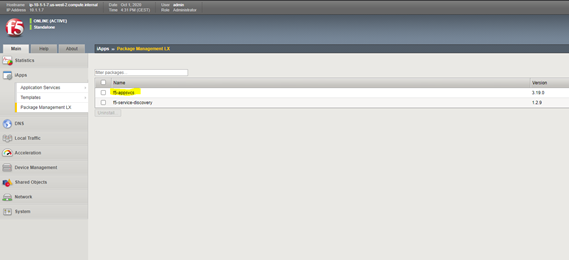 Hostname ip-10-1-1-7.us-west-2.compute.internal Date Oct 1, 2020 User admin
IP Address 10.1.1.7 Time 4:31 PM (CEST) Role Administrator
f5
ONLINE (ACTIVE)
Standalone
Main Help About
iApps » Package Management LX
Statistics
iApps
Application Services
Templates
Package Management LX
DNS
Local Traffic
Acceleration
Device Management
Shared Objects
Network
System
filter packages...
Name Version
f5-appsvcs 3.19.0
f5-service-discovery 1.2.9